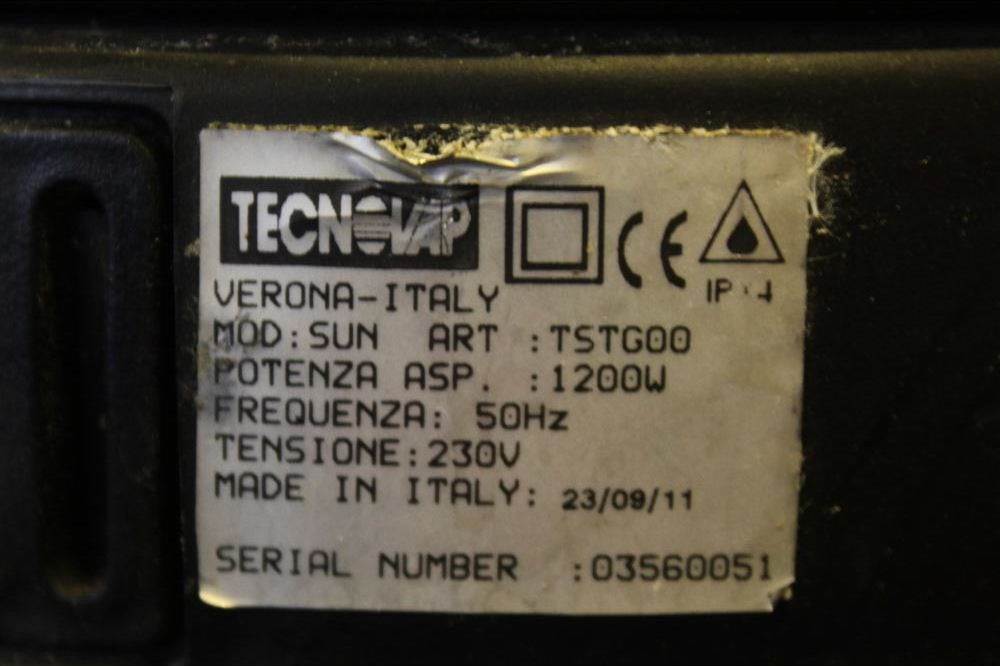 TECNOVAP
CE
IPX4
VERONA-ITALY
MOD:SUN ART :TSTG00
POTENZA ASP. :1200W
FREQUENZA: 50Hz
TENSIONE:230V
MADE IN ITALY: 23/09/11
SERIAL NUMBER :03560051